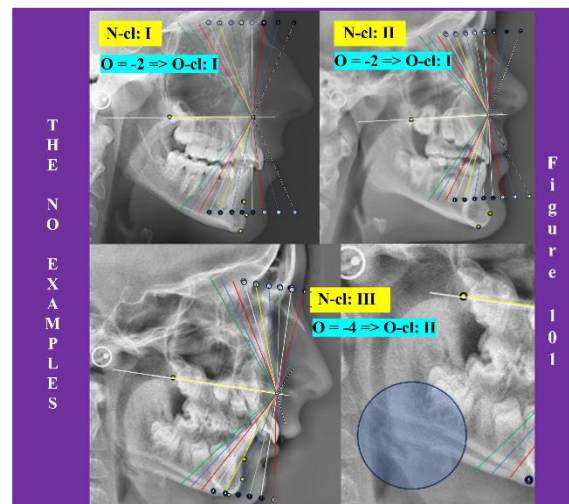 THE NO EXAMPLES
N-cl: I
O = -2 => O-cl: I
N-cl: II
O = -2 => O-cl: I
N-cl: III
O = -4 => O-cl: II
Figure 101